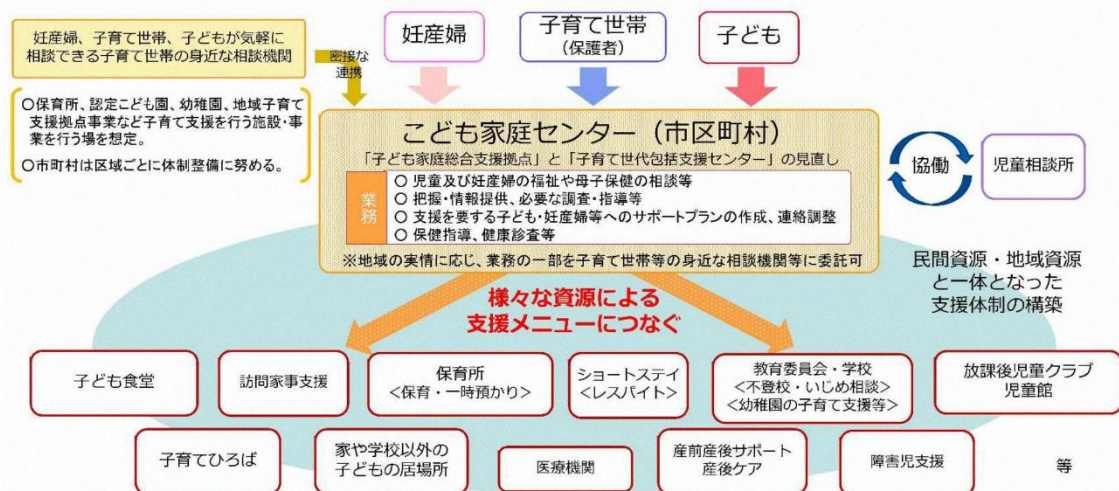 妊産婦、子育て世帯、子どもが気軽に
相談できる子育て世帯の身近な相談機関
○保育所、認定こども園、幼稚園、地域子育て
支援拠点事業など子育て支援を行う施設・事
業を行う場を想定。
○市町村は区域ごとに体制整備に努める。
密接な
連携
妊産婦
子育て世帯
(保護者)
子ども
こども家庭センター(市区町村)
「子ども家庭総合支援拠点」と「子育て世代包括支援センター」の見直し
業務
○ 児童及び妊産婦の福祉や母子保健の相談等
○ 把握・情報提供、必要な調査・指導等
○ 支援を要する子ども・妊産婦等へのサポートプランの作成、連絡調整
○ 保健指導、健康診査等
※地域の実情に応じ、業務の一部を子育て世帯等の身近な相談機関等に委託可
協働
児童相談所
民間資源・地域資源
と一体となった
支援体制の構築
様々な資源による
支援メニューにつなぐ
子ども食堂
訪問家事支援
保育所
<保育・一時預かり>
ショートステイ
<レスパイト>
教育委員会・学校
<不登校・いじめ相談>
<幼稚園の子育て支援等>
放課後児童クラブ
児童館
子育てひろば
家や学校以外の
子どもの居場所
医療機関
産前産後サポート
産後ケア
障害児支援
等